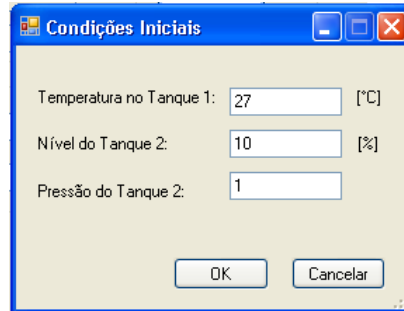 Condições Iniciais
Temperatura no Tanque 1: 27 [°C]
Nível do Tanque 2: 10 [%]
Pressão do Tanque 2: 1
OK Cancelar